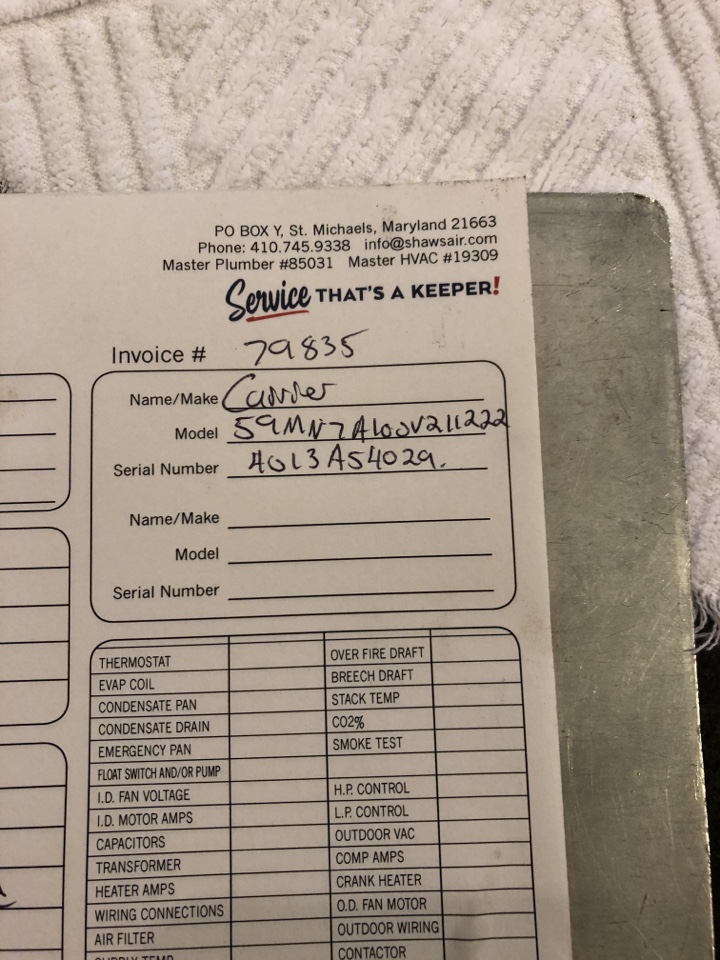 PO BOX Y, St. Michaels, Maryland 21663
Phone: 410.745.9338 info@shawsair.com
Master Plumber #85031 Master HVAC #19309
Service THAT'S A KEEPER!
Invoice # 79835
Name/Make Carrier
Model 59MN7A100V211222
Serial Number 4013A54029.
Name/Make
Model
Serial Number
THERMOSTAT OVER FIRE DRAFT
EVAP COIL BREECH DRAFT
CONDENSATE PAN STACK TEMP
CONDENSATE DRAIN CO2%
EMERGENCY PAN SMOKE TEST
FLOAT SWITCH AND/OR PUMP
I.D. FAN VOLTAGE H.P. CONTROL
I.D. MOTOR AMPS L.P. CONTROL
CAPACITORS OUTDOOR VAC
TRANSFORMER COMP AMPS
HEATER AMPS CRANK HEATER
WIRING CONNECTIONS O.D. FAN MOTOR
AIR FILTER OUTDOOR WIRING
SUPPLY TEMP CONTACTOR